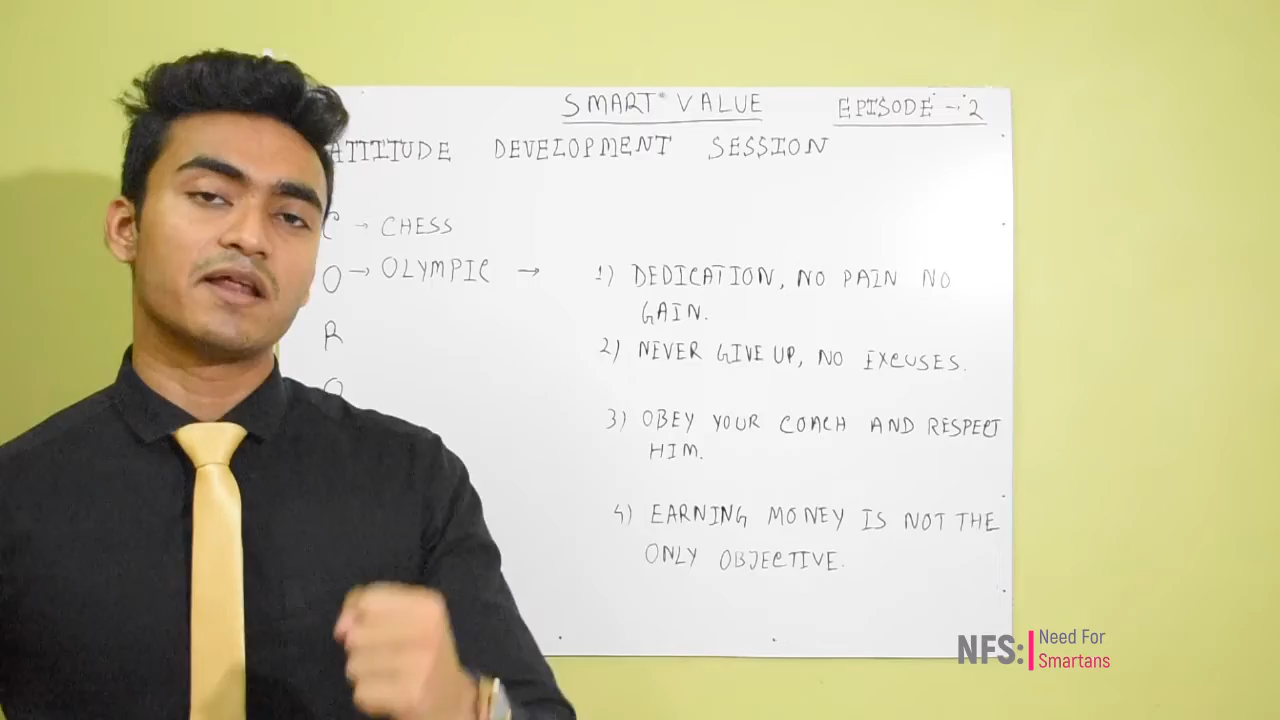 SMART VALUE EPISODE - 2
ATTITUDE DEVELOPMENT SESSION
C → CHESS
O → OLYMPIC → 1) DEDICATION, NO PAIN NO
GAIN.
R
2) NEVER GIVE UP, NO EXCUSES.
O
3) OBEY YOUR COACH AND RESPECT
HIM.
4) EARNING MONEY IS NOT THE
ONLY OBJECTIVE.
NFS: Need For
Smartans